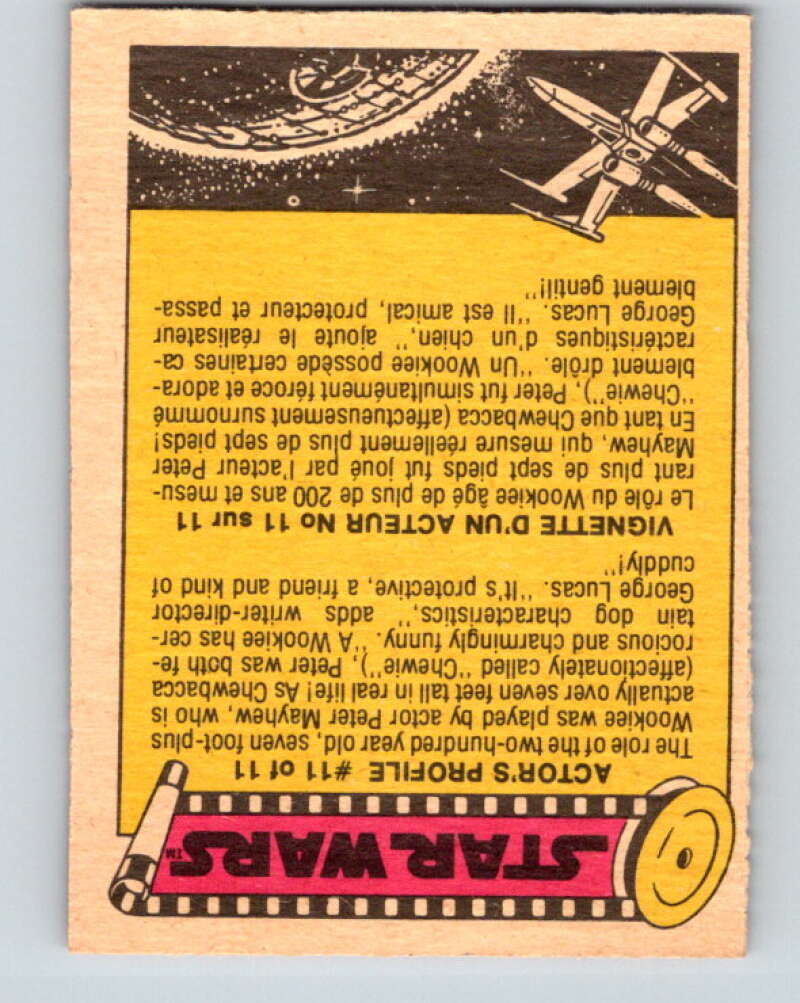 STAR WARS™
ACTOR'S PROFILE #11 of 11
The role of the two-hundred year old, seven foot-plus
Wookiee was played by actor Peter Mayhew, who is
actually over seven feet tall in real life! As Chewbacca
(affectionately called "Chewie"), Peter was both fe-
rocious and charmingly funny. "A Wookiee has cer-
tain dog characteristics," adds writer-director
George Lucas. "It's protective, a friend and kind of
cuddly!"
VIGNETTE D'UN ACTEUR No 11 sur 11
Le rôle du Wookiee âgé de plus de 200 ans et mesu-
rant plus de sept pieds fut joué par l'acteur Peter
Mayhew, qui mesure réellement plus de sept pieds!
En tant que Chewbacca (affectueusement surnommé
"Chewie"), Peter fut simultanément féroce et adora-
blement drôle. "Un Wookiee possède certaines ca-
ractéristiques d'un chien," ajoute le réalisateur
George Lucas. "Il est amical, protecteur et passa-
blement gentil!"